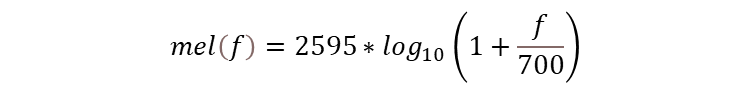 mel(f) = 2595 ∗ log₁₀ (1 + f/700)